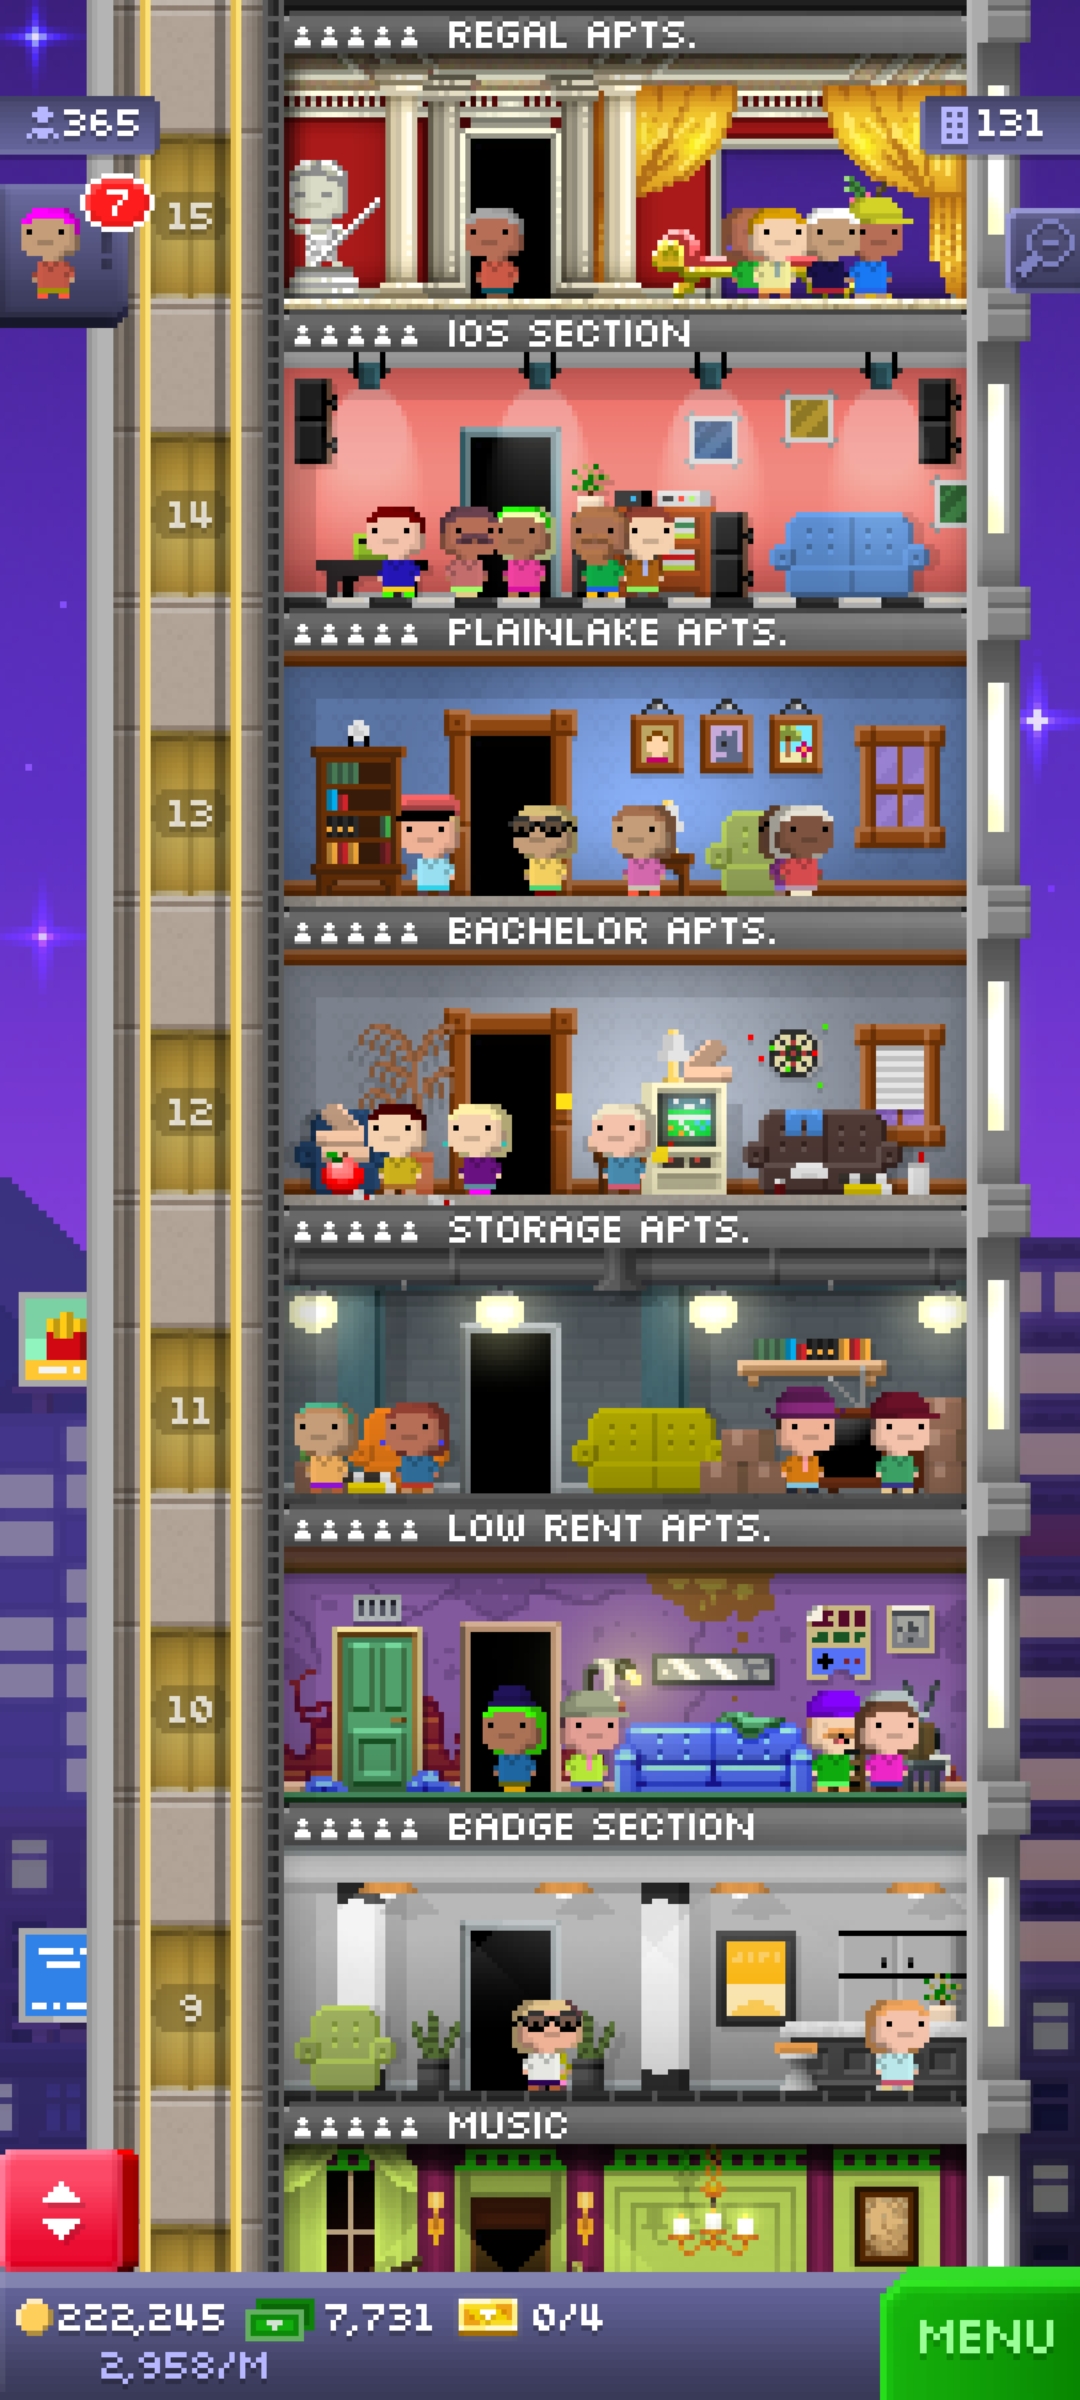 REGAL APTS.
365
131
7
15
IOS SECTION
14
PLAINLAKE APTS.
13
BACHELOR APTS.
12
STORAGE APTS.
11
LOW RENT APTS.
10
BADGE SECTION
9
MUSIC
222,245 7,731 0/4
2,958/M
MENU